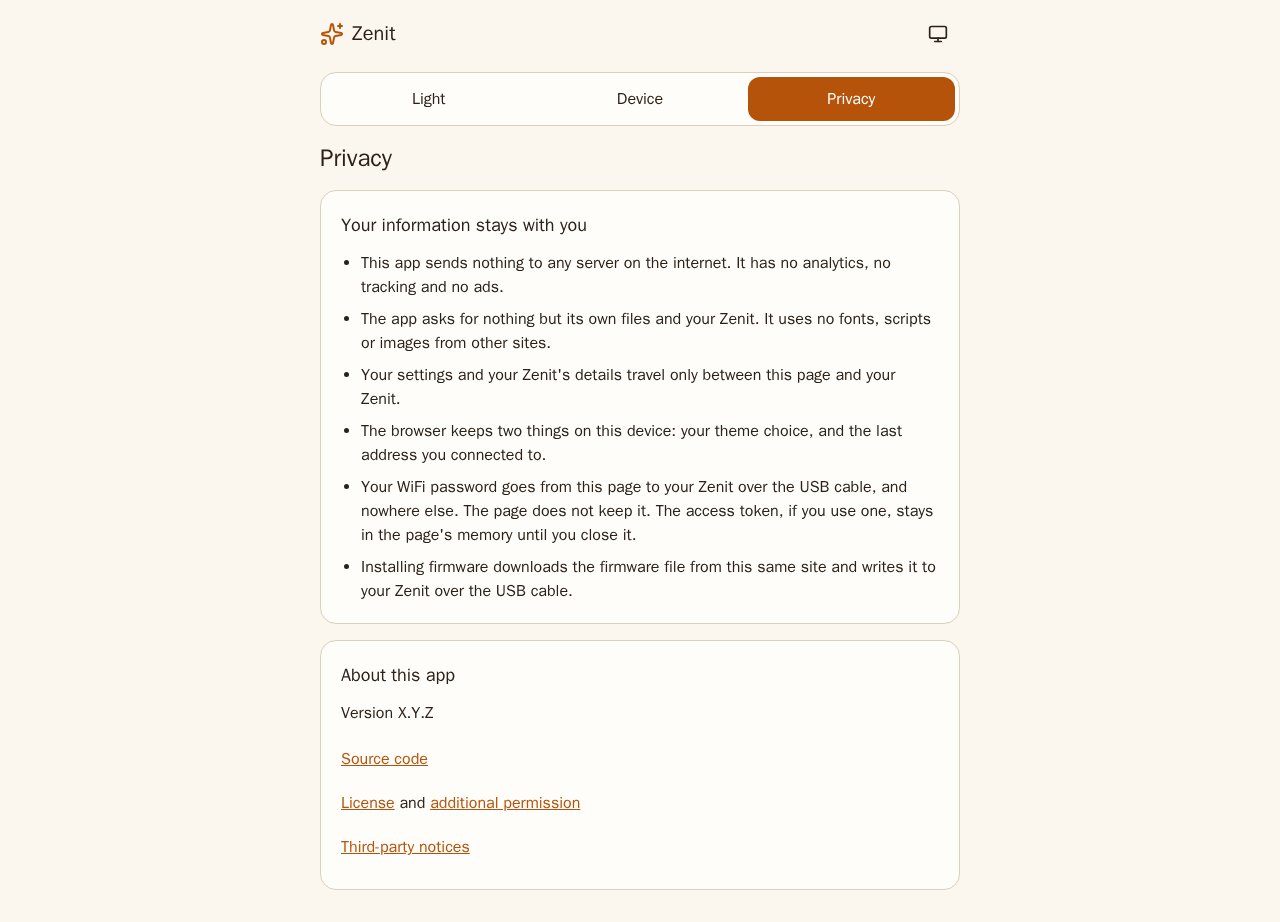 Zenit
Light
Device
Privacy
Privacy
Your information stays with you
This app sends nothing to any server on the internet. It has no analytics, no
tracking and no ads.
The app asks for nothing but its own files and your Zenit. It uses no fonts, scripts
or images from other sites.
Your settings and your Zenit's details travel only between this page and your
Zenit.
The browser keeps two things on this device: your theme choice, and the last
address you connected to.
Your WiFi password goes from this page to your Zenit over the USB cable, and
nowhere else. The page does not keep it. The access token, if you use one, stays
in the page's memory until you close it.
Installing firmware downloads the firmware file from this same site and writes it to
your Zenit over the USB cable.
About this app
Version X.Y.Z
Source code
License and additional permission
Third-party notices